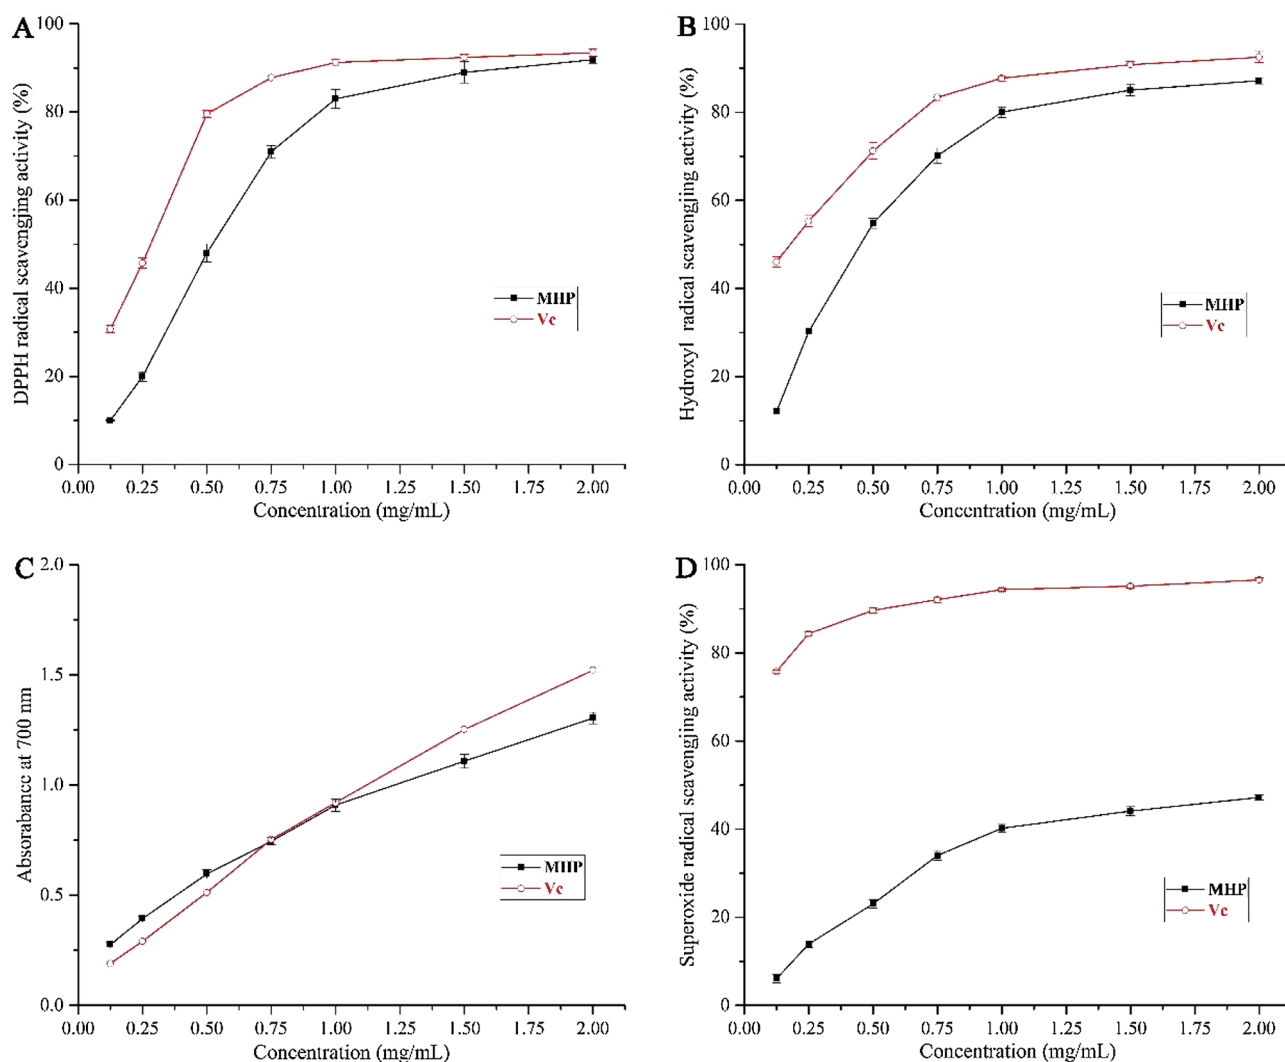 A
DPPH radical scavengjing activity (%)
100
80
60
40
20
0
MHP
Vc
0.00 0.25 0.50 0.75 1.00 1.25 1.50 1.75 2.00
Concentration (mg/mL)
B
Hydroxyl radical scavengjing activity (%)
100
80
60
40
20
0
MHP
Vc
0.00 0.25 0.50 0.75 1.00 1.25 1.50 1.75 2.00
Concentration (mg/mL)
C
Absorabance at 700 nm
2.0
1.5
1.0
0.5
0.0
MHP
Vc
0.00 0.25 0.50 0.75 1.00 1.25 1.50 1.75 2.00
Concentration (mg/mL)
D
Superoxide radical scavengjing activity (%)
100
80
60
40
20
0
MHP
Vc
0.00 0.25 0.50 0.75 1.00 1.25 1.50 1.75 2.00
Concentration (mg/mL)